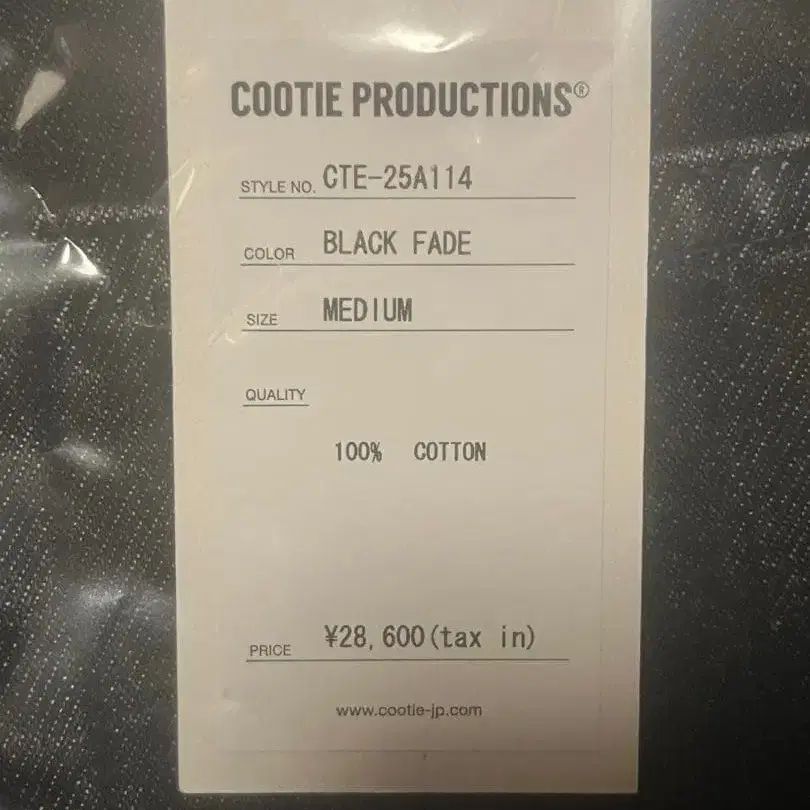 COOTIE PRODUCTIONS®
STYLE NO. CTE-25A114
COLOR BLACK FADE
SIZE MEDIUM
QUALITY
100% COTTON
PRICE ¥28,600(tax in)
www.cootie-jp.com